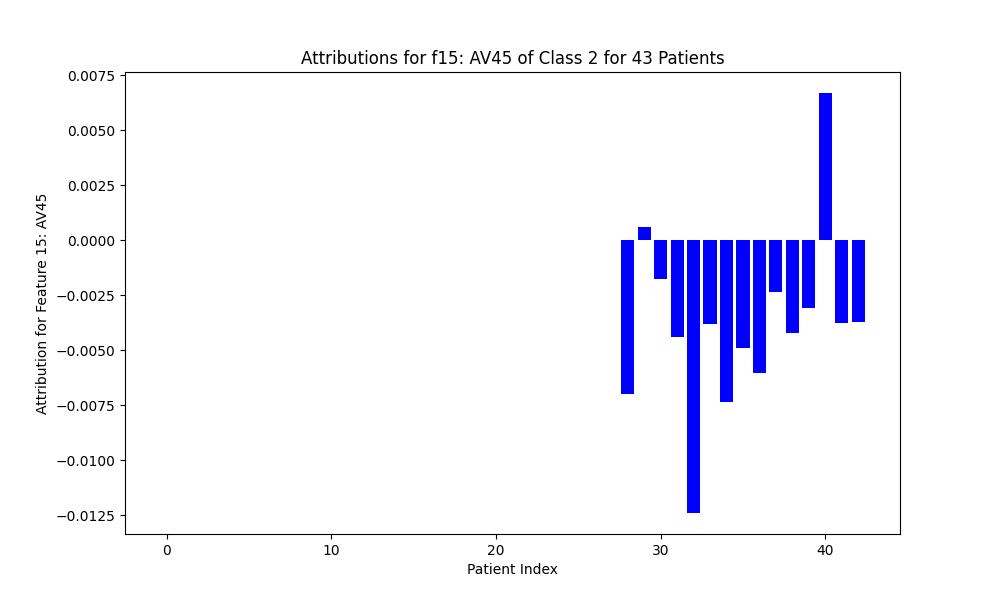 Attributions for f15: AV45 of Class 2 for 43 Patients
0.0075
0.0050
0.0025
0.0000
−0.0025
−0.0050
−0.0075
−0.0100
−0.0125
Attribution for Feature 15: AV45
0 10 20 30 40
Patient Index